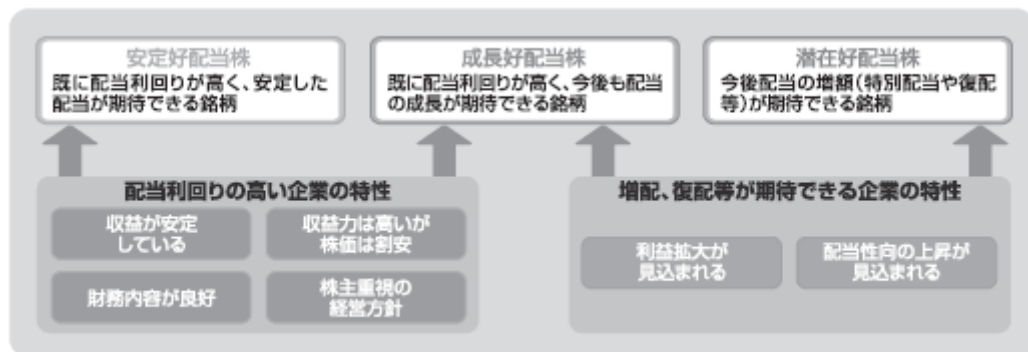 安定好配当株
既に配当利回りが高く、安定した
配当が期待できる銘柄
成長好配当株
既に配当利回りが高く、今後も配当
の成長が期待できる銘柄
潜在好配当株
今後配当の増額(特別配当や復配
等)が期待できる銘柄
配当利回りの高い企業の特性
収益が安定
している
収益力は高いが
株価は割安
財務内容が良好
株主重視の
経営方針
増配、復配等が期待できる企業の特性
利益拡大が
見込まれる
配当性向の上昇が
見込まれる